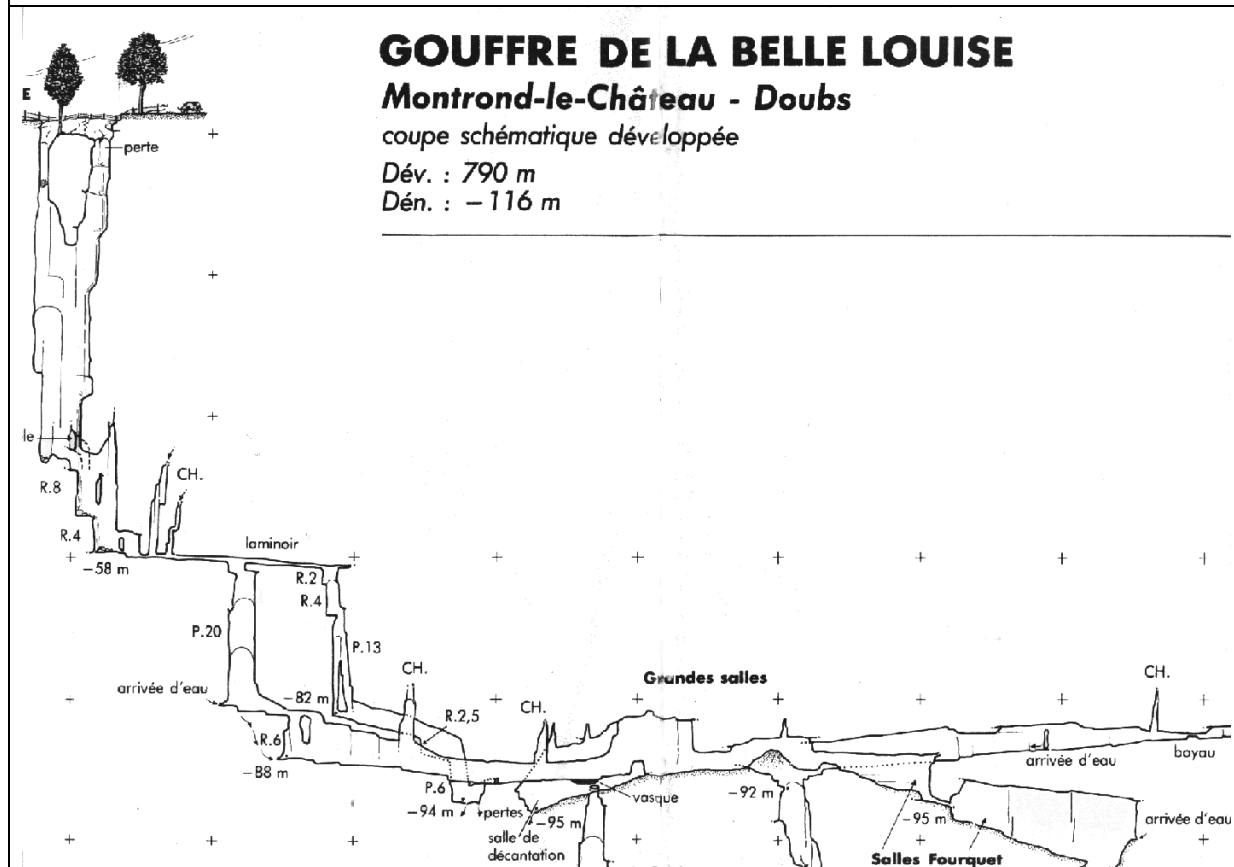 GOUFFRE DE LA BELLE LOUISE
Montrond-le-Château - Doubs
coupe schématique développée
Dév. : 790 m
Dén. : – 116 m
E
perte
le
R.8
CH.
R.4
–58 m
laminoir
R.2
R.4
P.20
P.13
arrivée d'eau
–82 m
CH.
R.2,5
CH.
Grandes salles
CH.
R.6
–88 m
P.6
–94 m
pertes
–95 m
salle de
décantation
vasque
–92 m
arrivée d'eau
boyau
–95 m
arrivée d'eau
Salles Fourquet